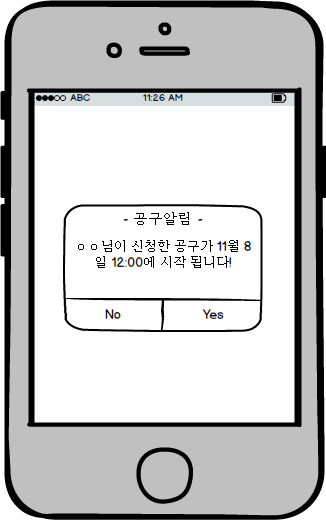 ABC 11:26 AM
- 공구알림 -
ㅇㅇ님이 신청한 공구가 11월 8
일 12:00에 시작 됩니다!
No Yes